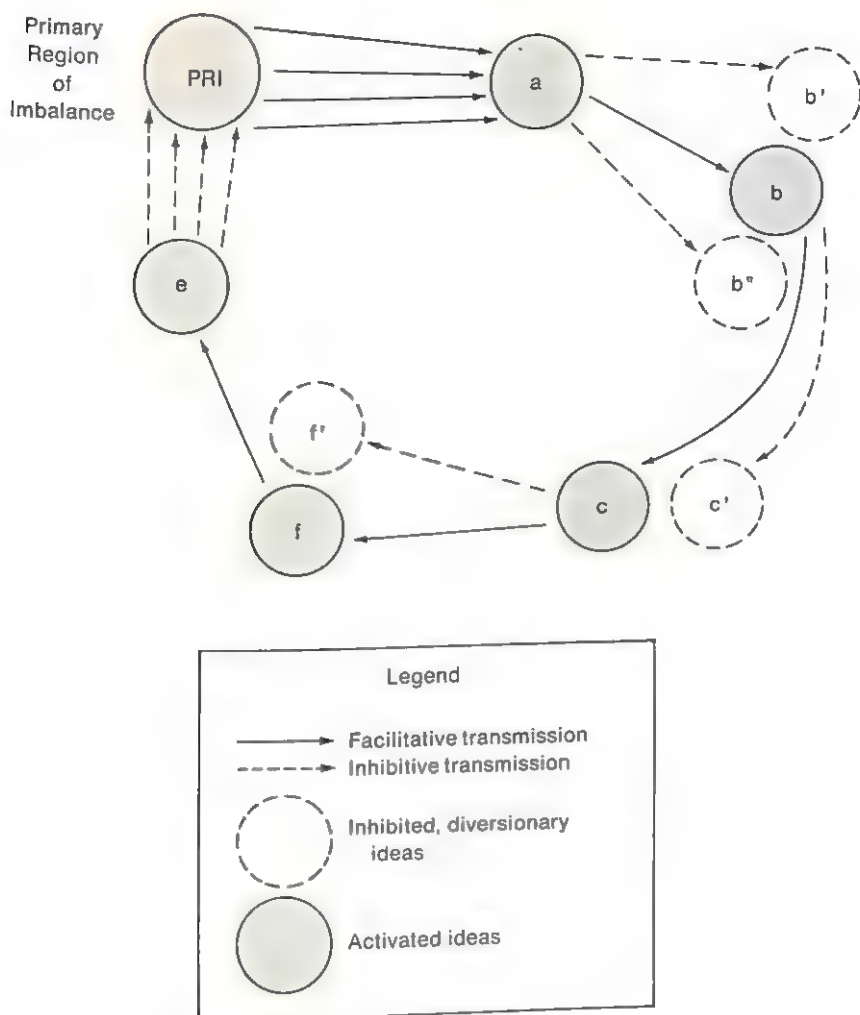 Primary
Region
of
Imbalance
PRI
a
b'
b
b"
e
f'
c
c'
f
Legend
Facilitative transmission
Inhibitive transmission
Inhibited, diversionary
ideas
Activated ideas